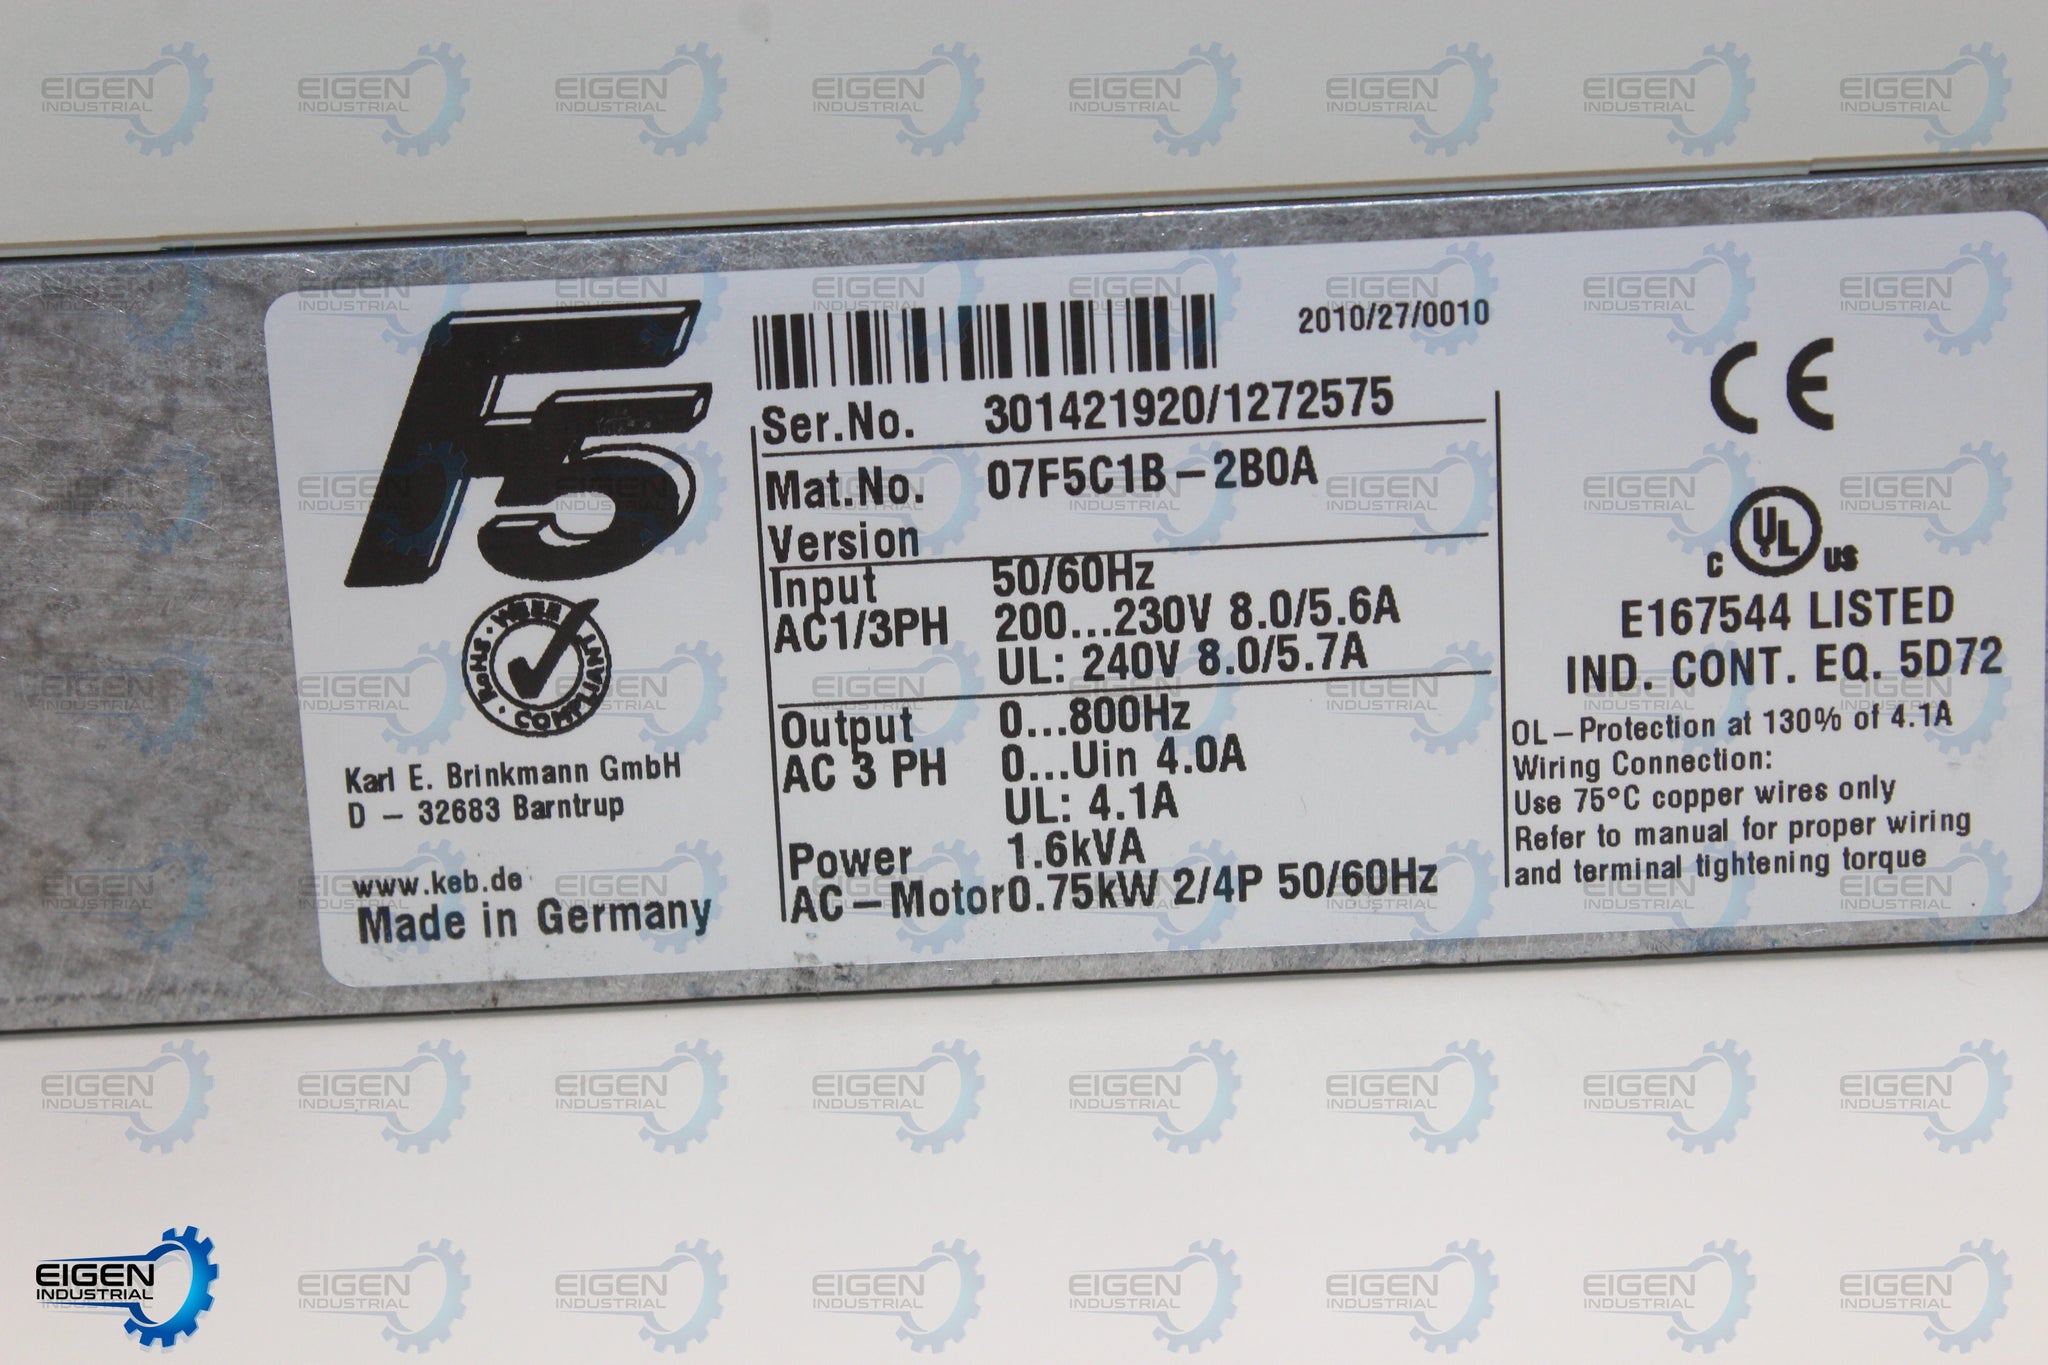 F5
RoHS · WEEE · COMPLIANT ·
Karl E. Brinkmann GmbH
D – 32683 Barntrup
www.keb.de
Made in Germany
2010/27/0010
Ser.No. 301421920/1272575
Mat.No. 07F5C1B–2B0A
Version
Input 50/60Hz
AC1/3PH 200...230V 8.0/5.6A
UL: 240V 8.0/5.7A
Output 0...800Hz
AC 3 PH 0...Uin 4.0A
UL: 4.1A
Power 1.6kVA
AC–Motor0.75kW 2/4P 50/60Hz
CE
C UL US
E167544 LISTED
IND. CONT. EQ. 5D72
OL–Protection at 130% of 4.1A
Wiring Connection:
Use 75°C copper wires only
Refer to manual for proper wiring
and terminal tightening torque
EIGEN
INDUSTRIAL